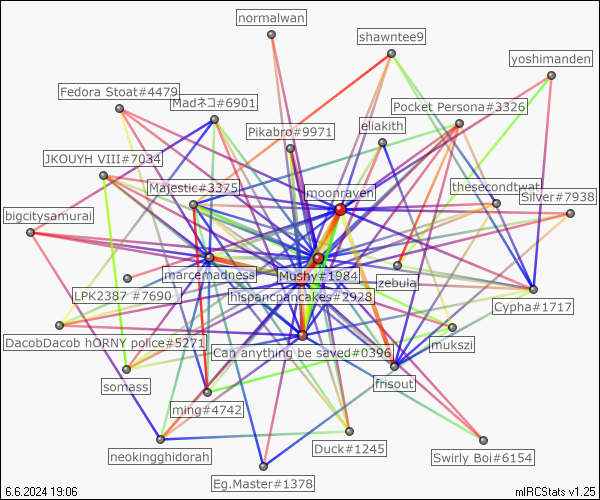 normalwan
shawntee9
yoshimanden
Fedora Stoat#4479
Madネコ#6901
Pocket Persona#3326
Pikabro#9971
eliakith
JKOUYH VIII#7034
Majestic#3375
moonraven
thesecondtwat
Silver#7938
bigcitysamurai
marcemadness
Mushy#1984
zebula
LPK2387 #7690
hispancpancakes#2928
Cypha#1717
DacobDacob HORNY police#5271
Can anything be saved#0396
mukszi
somass
frisout
ming#4742
neokingghidorah
Duck#1245
Swirly Boi#6154
Eg.Master#1378
6.6.2024 19:06
mIRCStats v1.25